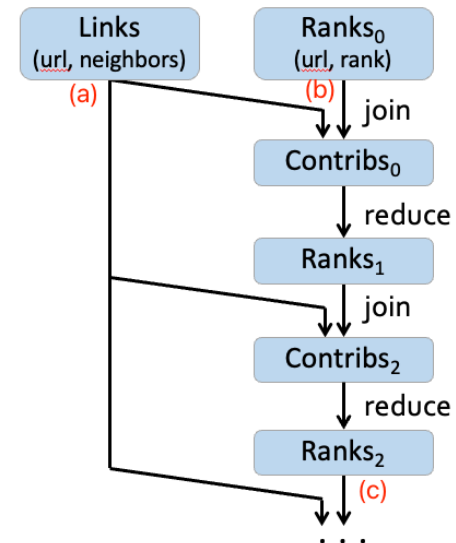 Links
(url, neighbors)
(a)
Ranks₀
(url, rank)
(b)
join
Contribs₀
reduce
Ranks₁
join
Contribs₂
reduce
Ranks₂
(c)
. . .